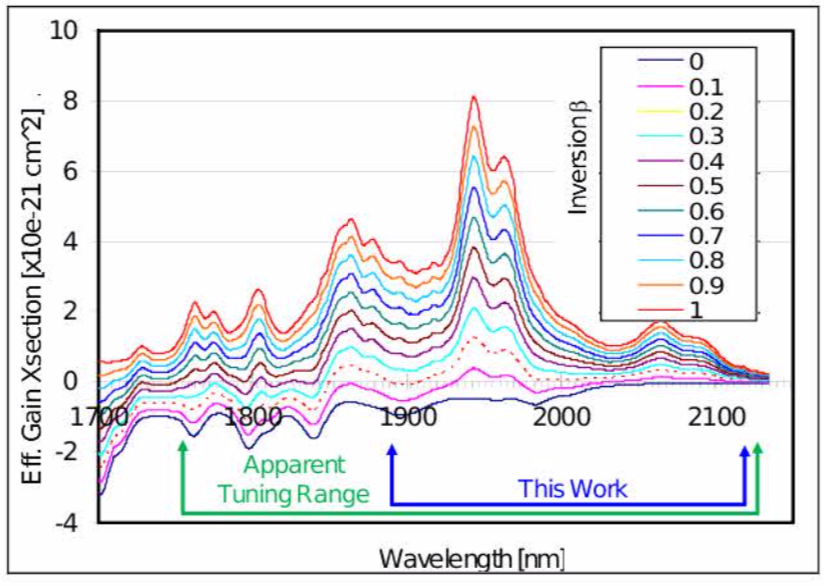 10
8
6
4
2
0
-2
-4
Eff. Gain Xsection [x10e-21 cm^2] .
1700 1800 1900 2000 2100
Wavelength [nm]
Inversion β
0
0.1
0.2
0.3
0.4
0.5
0.6
0.7
0.8
0.9
1
Apparent
Tuning Range
This Work